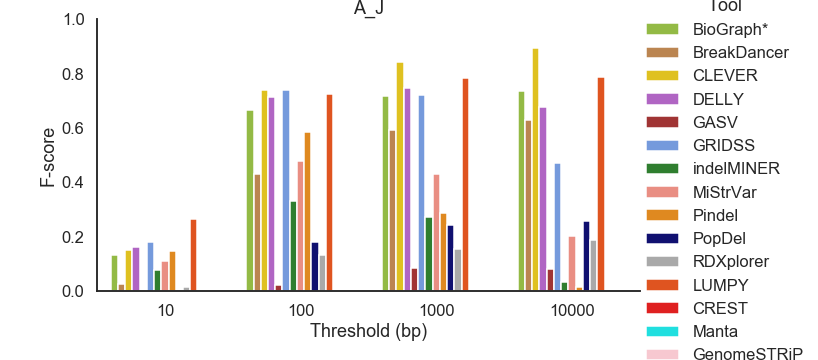 A_J
Tool
1.0
0.8
0.6
0.4
0.2
0.0
F-score
10
100
1000
10000
Threshold (bp)
BioGraph*
BreakDancer
CLEVER
DELLY
GASV
GRIDSS
indelMINER
MiStrVar
Pindel
PopDel
RDXplorer
LUMPY
CREST
Manta
GenomeSTRiP